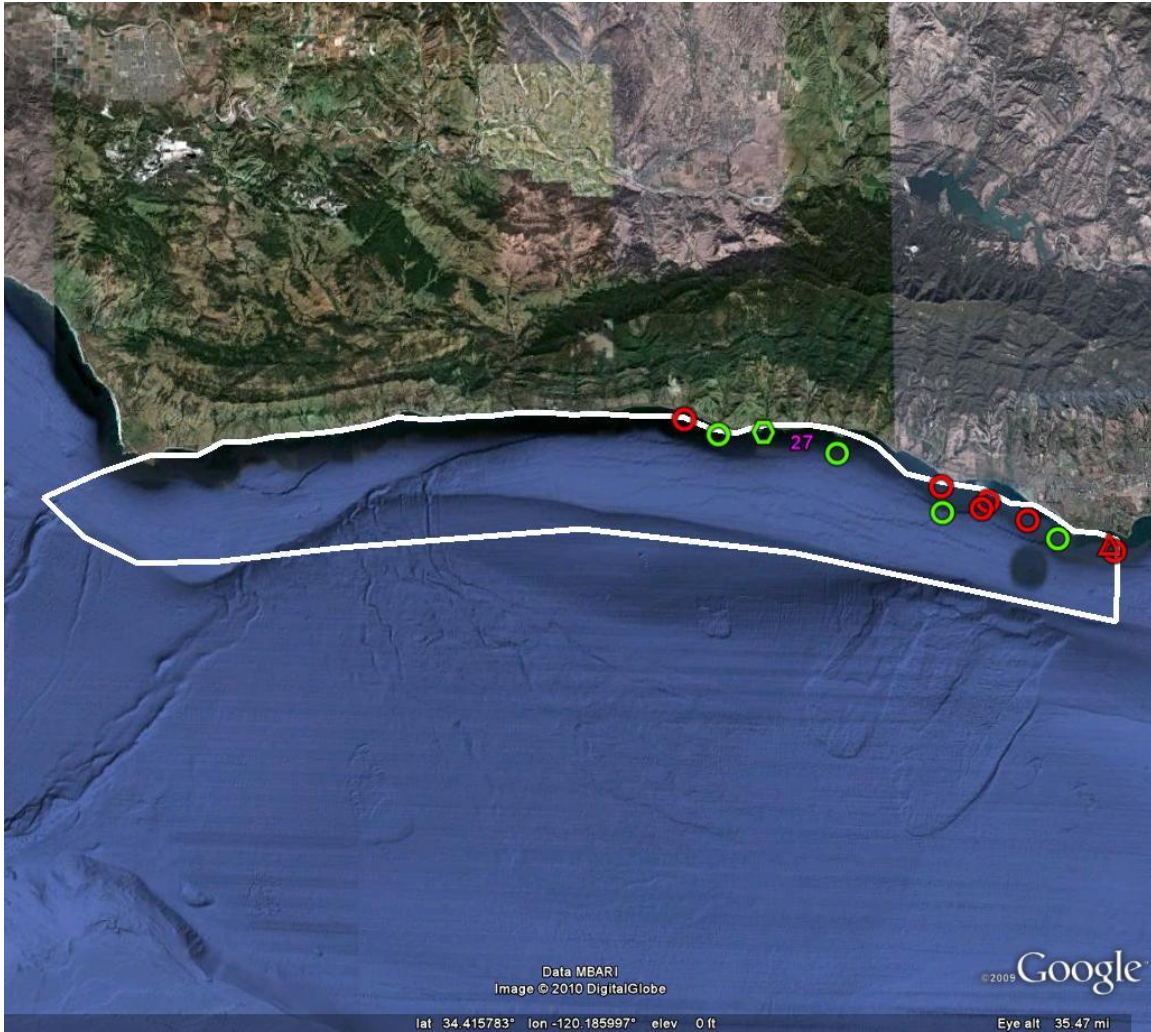 27
Data MBARI
Image © 2010 DigitalGlobe
©2009 Google
lat 34.415783° lon -120.185997° elev 0 ft Eye alt 35.47 mi